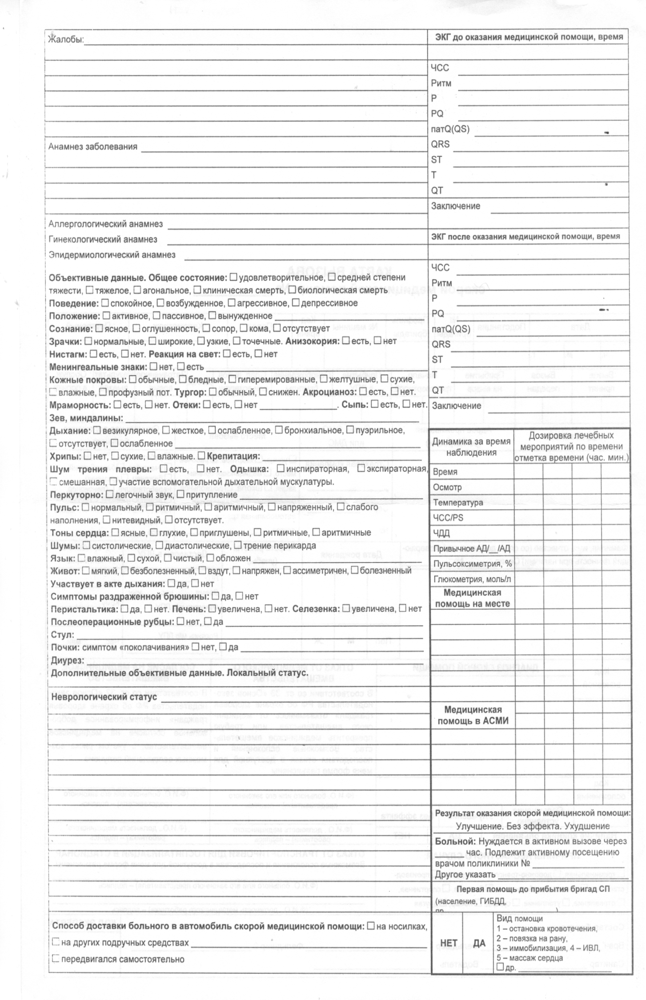 Жалобы:
Анамнез заболевания
Аллергологический анамнез
Гинекологический анамнез
Эпидермиологический анамнез
Объективные данные. Общее состояние: удовлетворительное, средней степени
тяжести, тяжелое, агональное, клиническая смерть, биологическая смерть
Поведение: спокойное, возбужденное, агрессивное, депрессивное
Положение: активное, пассивное, вынужденное
Сознание: ясное, оглушенность, сопор, кома, отсутствует
Зрачки: нормальные, широкие, узкие, точечные. Анизокория: есть, нет
Нистагм: есть, нет. Реакция на свет: есть, нет
Менингеальные знаки: нет, есть
Кожные покровы: обычные, бледные, гиперемированные, желтушные, сухие,
влажные, профузный пот. Тургор: обычный, снижен. Акроцианоз: есть, нет.
Мраморность: есть, нет. Отеки: есть, нет . Сыпь: есть, нет.
Зев, миндалины:
Дыхание: везикулярное, жесткое, ослабленное, бронхиальное, пуэрильное,
отсутствует, ослабленное
Хрипы: нет, сухие, влажные. Крепитация:
Шум трения плевры: есть, нет. Одышка: инспираторная, экспираторная,
смешанная, участие вспомогательной дыхательной мускулатуры.
Перкуторно: легочный звук, притупление
Пульс: нормальный, ритмичный, аритмичный, напряженный, слабого
наполнения, нитевидный, отсутствует.
Тоны сердца: ясные, глухие, приглушены, ритмичные, аритмичные
Шумы: систолические, диастолические, трение перикарда
Язык: влажный, сухой, чистый, обложен
Живот: мягкий, безболезненный, вздут, напряжен, ассиметричен, болезненный
Участвует в акте дыхания: да, нет
Симптомы раздраженной брюшины: да, нет
Перистальтика: да, нет. Печень: увеличена, нет. Селезенка: увеличена, нет
Послеоперационные рубцы: нет, да
Стул:
Почки: симптом «поколачивания» нет, да
Диурез:
Дополнительные объективные данные. Локальный статус.
Неврологический статус
Способ доставки больного в автомобиль скорой медицинской помощи: на носилках,
на других подручных средствах
передвигался самостоятельно
ЭКГ до оказания медицинской помощи, время
ЧСС
Ритм
P
PQ
патQ(QS)
QRS
ST
T
QT
Заключение
ЭКГ после оказания медицинской помощи, время
ЧСС
Ритм
P
PQ
патQ(QS)
QRS
ST
T
QT
Заключение
Динамика за время
наблюдения
Дозировка лечебных
мероприятий по времени
отметка времени (час. мин.)
Время
Осмотр
Температура
ЧСС/PS
ЧДД
Привычное АД/__/АД
Пульсоксиметрия, %
Глюкометрия, моль/л
Медицинская
помощь на месте
Медицинская
помощь в АСМИ
Результат оказания скорой медицинской помощи:
Улучшение. Без эффекта. Ухудшение
Больной: Нуждается в активном вызове через
час. Подлежит активному посещению
врачом поликлиники №
Другое указать
Первая помощь до прибытия бригад СП
(население, ГИБДД,
НЕТ
ДА
Вид помощи
1 – остановка кровотечения,
2 – повязка на рану,
3 – иммобилизация, 4 – ИВЛ,
5 – массаж сердца
др.